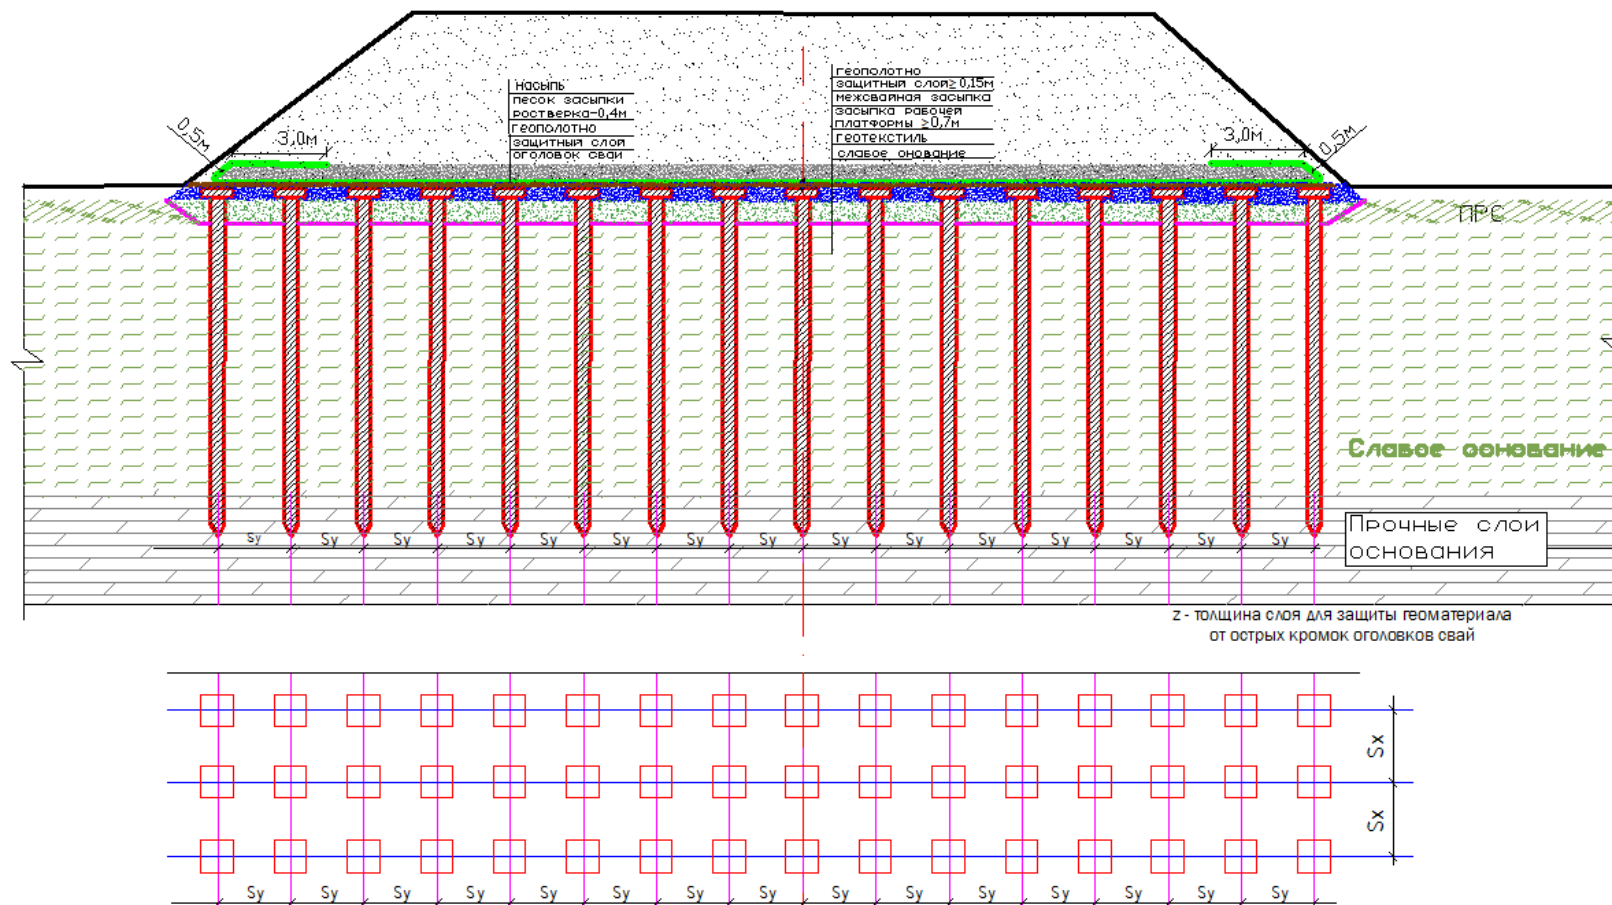 геополотно
защитный слой≥0,15м
межсвайная засыпка
засыпка рабочей
платформы ≥0,7м
геотекстиль
слабое онование
насыпь
песок засыпки
ростверка-0,4м
геополотно
защитный слой
оголовок сваи
0,5м
3,0м
3,0м
0,5м
ПРС
Слабое оонование
Прочные слои
основания
Sy Sy Sy Sy Sy Sy Sy Sy Sy Sy Sy Sy Sy Sy Sy
z - толщина слоя для защиты геоматериала
от острых кромок оголовков свай
Sx
Sx
Sy Sy Sy Sy Sy Sy Sy Sy Sy Sy Sy Sy Sy Sy Sy